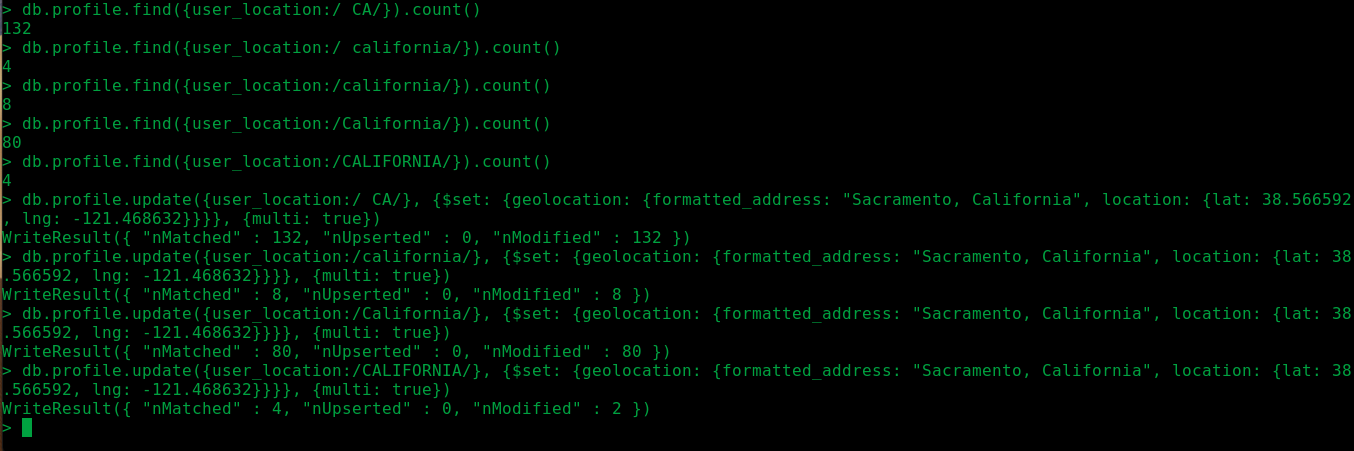 > db.profile.find({user_location:/ CA/}).count()
132
> db.profile.find({user_location:/ california/}).count()
4
> db.profile.find({user_location:/california/}).count()
8
> db.profile.find({user_location:/California/}).count()
80
> db.profile.find({user_location:/CALIFORNIA/}).count()
4
> db.profile.update({user_location:/ CA/}, {$set: {geolocation: {formatted_address: "Sacramento, California", location: {lat: 38.566592
, lng: -121.468632}}}}, {multi: true})
WriteResult({ "nMatched" : 132, "nUpserted" : 0, "nModified" : 132 })
> db.profile.update({user_location:/california/}, {$set: {geolocation: {formatted_address: "Sacramento, California", location: {lat: 38
.566592, lng: -121.468632}}}}, {multi: true})
WriteResult({ "nMatched" : 8, "nUpserted" : 0, "nModified" : 8 })
> db.profile.update({user_location:/California/}, {$set: {geolocation: {formatted_address: "Sacramento, California", location: {lat: 38
.566592, lng: -121.468632}}}}, {multi: true})
WriteResult({ "nMatched" : 80, "nUpserted" : 0, "nModified" : 80 })
> db.profile.update({user_location:/CALIFORNIA/}, {$set: {geolocation: {formatted_address: "Sacramento, California", location: {lat: 38
.566592, lng: -121.468632}}}}, {multi: true})
WriteResult({ "nMatched" : 4, "nUpserted" : 0, "nModified" : 2 })
>